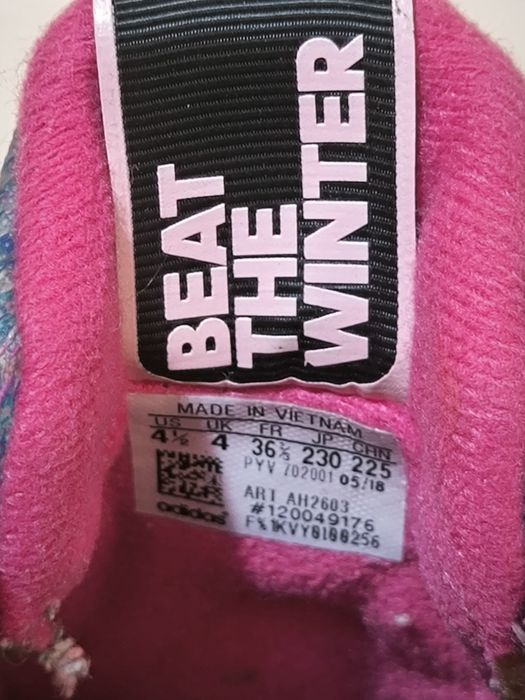 BEAT
THE
WINTER
MADE IN VIETNAM
US UK FR JP CHN
4½ 4 36⅔ 230 225
PYV 702001 05/18
ART AH2603
#120049176
adidas F%1KVY0100256